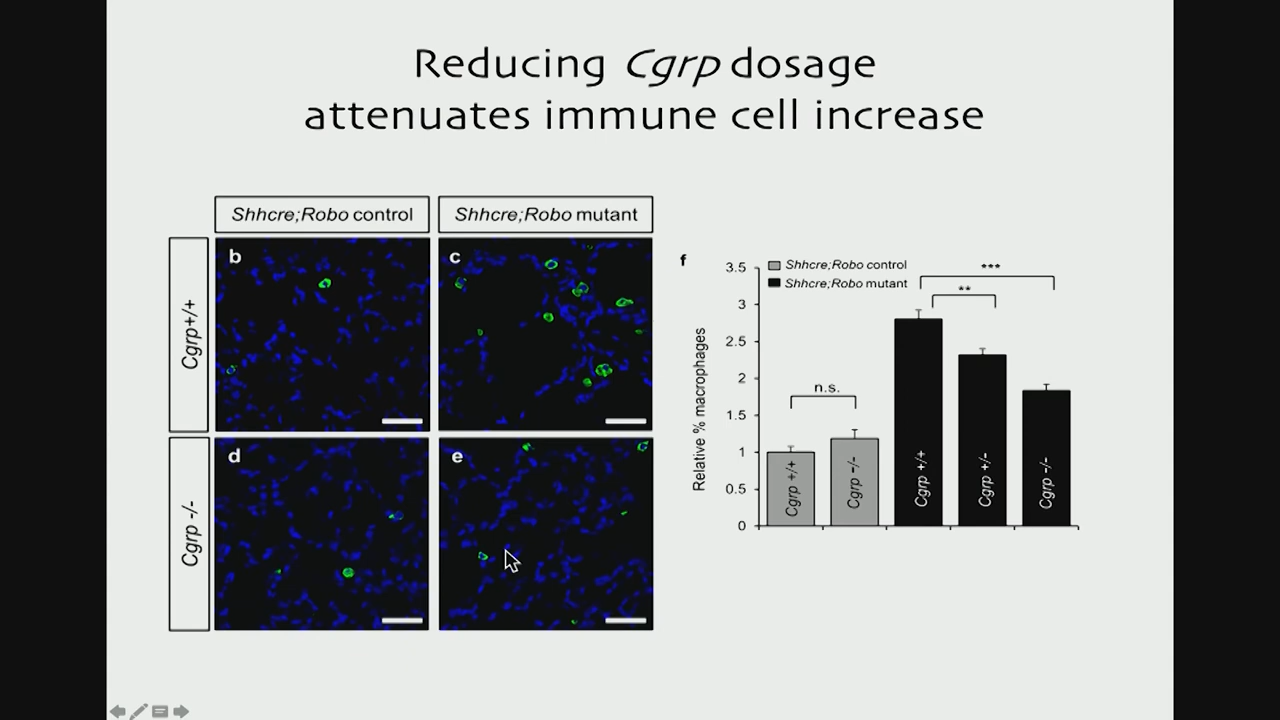 Reducing Cgrp dosage
attenuates immune cell increase
Shhcre;Robo control
Shhcre;Robo mutant
Cgrp+/+
b
c
Cgrp -/-
d
e
f
Shhcre;Robo control
Shhcre;Robo mutant
Relative % macrophages
3.5
3
2.5
2
1.5
1
0.5
0
n.s.
**
***
Cgrp +/+
Cgrp -/-
Cgrp +/+
Cgrp +/-
Cgrp -/-